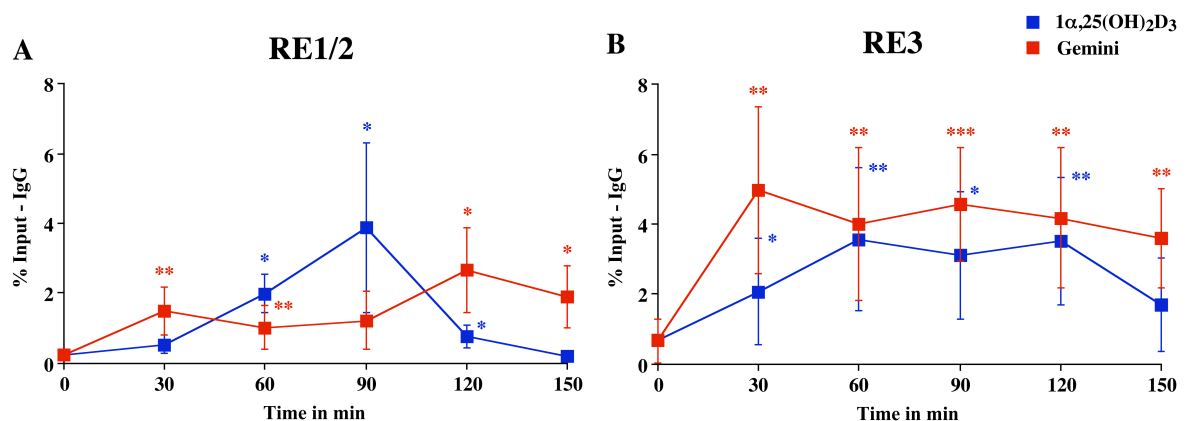 1α,25(OH)₂D₃
Gemini
A
RE1/2
8
6
4
2
0
% Input - IgG
**
*
**
*
*
*
*
0 30 60 90 120 150
Time in min
B
RE3
8
6
4
2
0
% Input - IgG
**
*
**
**
***
*
**
**
**
0 30 60 90 120 150
Time in min